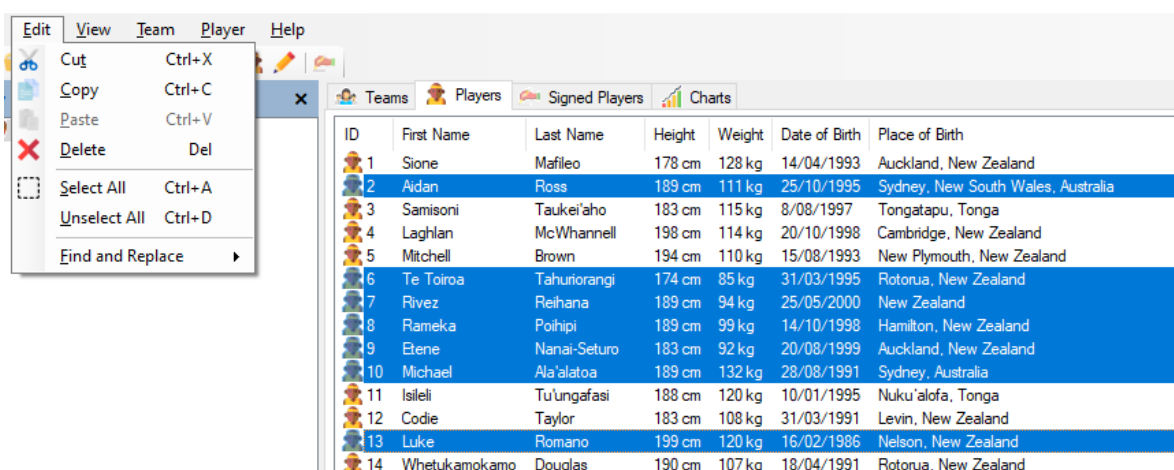 Edit View Team Player Help
Cut Ctrl+X
Copy Ctrl+C
Paste Ctrl+V
Delete Del
Select All Ctrl+A
Unselect All Ctrl+D
Find and Replace
Teams Players Signed Players Charts
ID First Name Last Name Height Weight Date of Birth Place of Birth
1 Sione Mafileo 178 cm 128 kg 14/04/1993 Auckland, New Zealand
2 Aidan Ross 189 cm 111 kg 25/10/1995 Sydney, New South Wales, Australia
3 Samisoni Taukei'aho 183 cm 115 kg 8/08/1997 Tongatapu, Tonga
4 Laghlan McWhannell 198 cm 114 kg 20/10/1998 Cambridge, New Zealand
5 Mitchell Brown 194 cm 110 kg 15/08/1993 New Plymouth, New Zealand
6 Te Toiroa Tahuriorangi 174 cm 85 kg 31/03/1995 Rotorua, New Zealand
7 Rivez Reihana 189 cm 94 kg 25/05/2000 New Zealand
8 Rameka Poihipi 189 cm 99 kg 14/10/1998 Hamilton, New Zealand
9 Etene Nanai-Seturo 183 cm 92 kg 20/08/1999 Auckland, New Zealand
10 Michael Ala'alatoa 189 cm 132 kg 28/08/1991 Sydney, Australia
11 Isileli Tu'ungafasi 188 cm 120 kg 10/01/1995 Nuku'alofa, Tonga
12 Codie Taylor 183 cm 108 kg 31/03/1991 Levin, New Zealand
13 Luke Romano 199 cm 120 kg 16/02/1986 Nelson, New Zealand
14 Whetukamokamo Douglas 190 cm 107 kg 18/04/1991 Rotorua, New Zealand